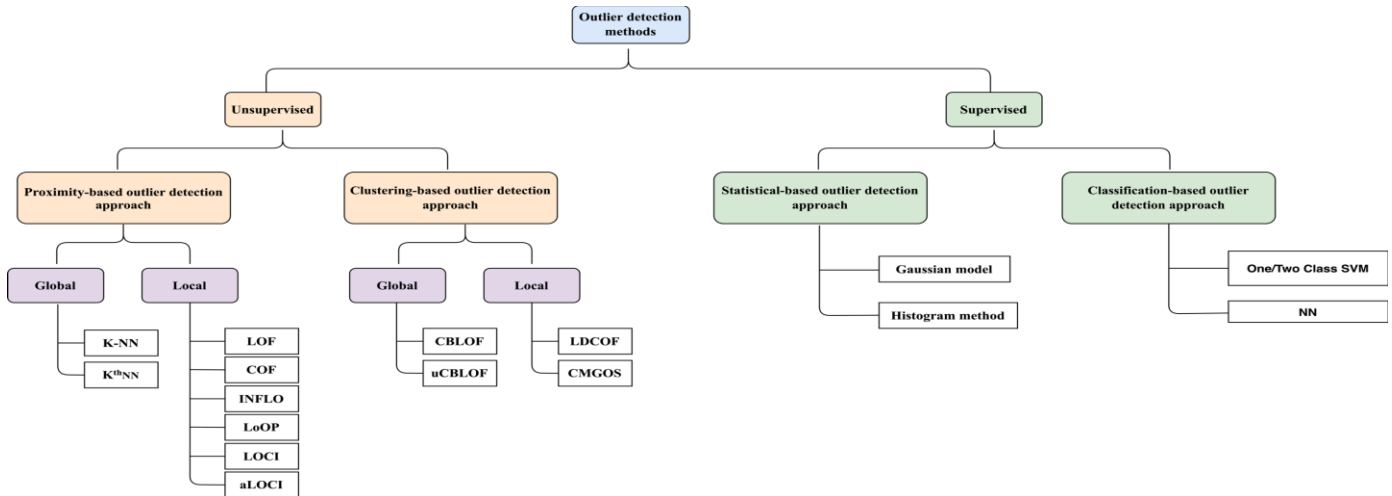 Outlier detection
methods
Unsupervised
Supervised
Proximity-based outlier detection
approach
Clustering-based outlier detection
approach
Statistical-based outlier detection
approach
Classification-based outlier
detection approach
Global
Local
Global
Local
Gaussian model
Histogram method
One/Two Class SVM
NN
K-NN
KᵗʰNN
LOF
COF
INFLO
LoOP
LOCI
aLOCI
CBLOF
uCBLOF
LDCOF
CMGOS